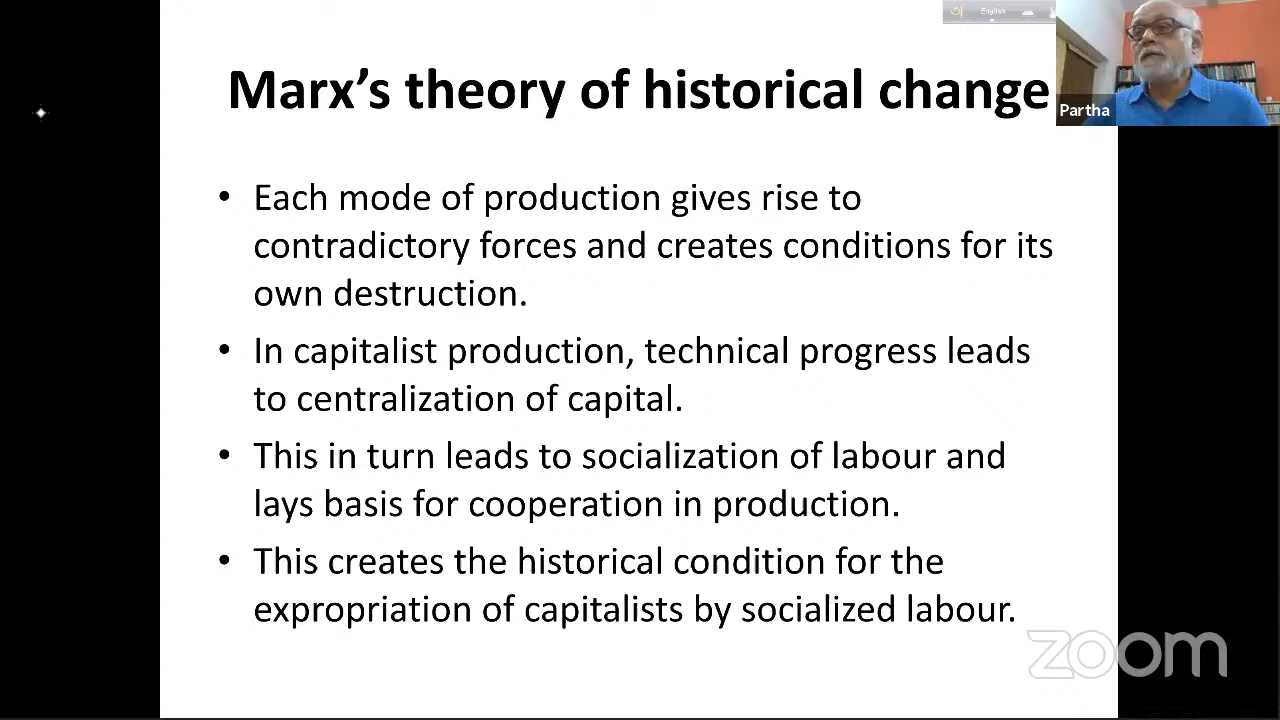 English
Marx's theory of historical change
Partha
• Each mode of production gives rise to
contradictory forces and creates conditions for its
own destruction.
• In capitalist production, technical progress leads
to centralization of capital.
• This in turn leads to socialization of labour and
lays basis for cooperation in production.
• This creates the historical condition for the
expropriation of capitalists by socialized labour.
zoom